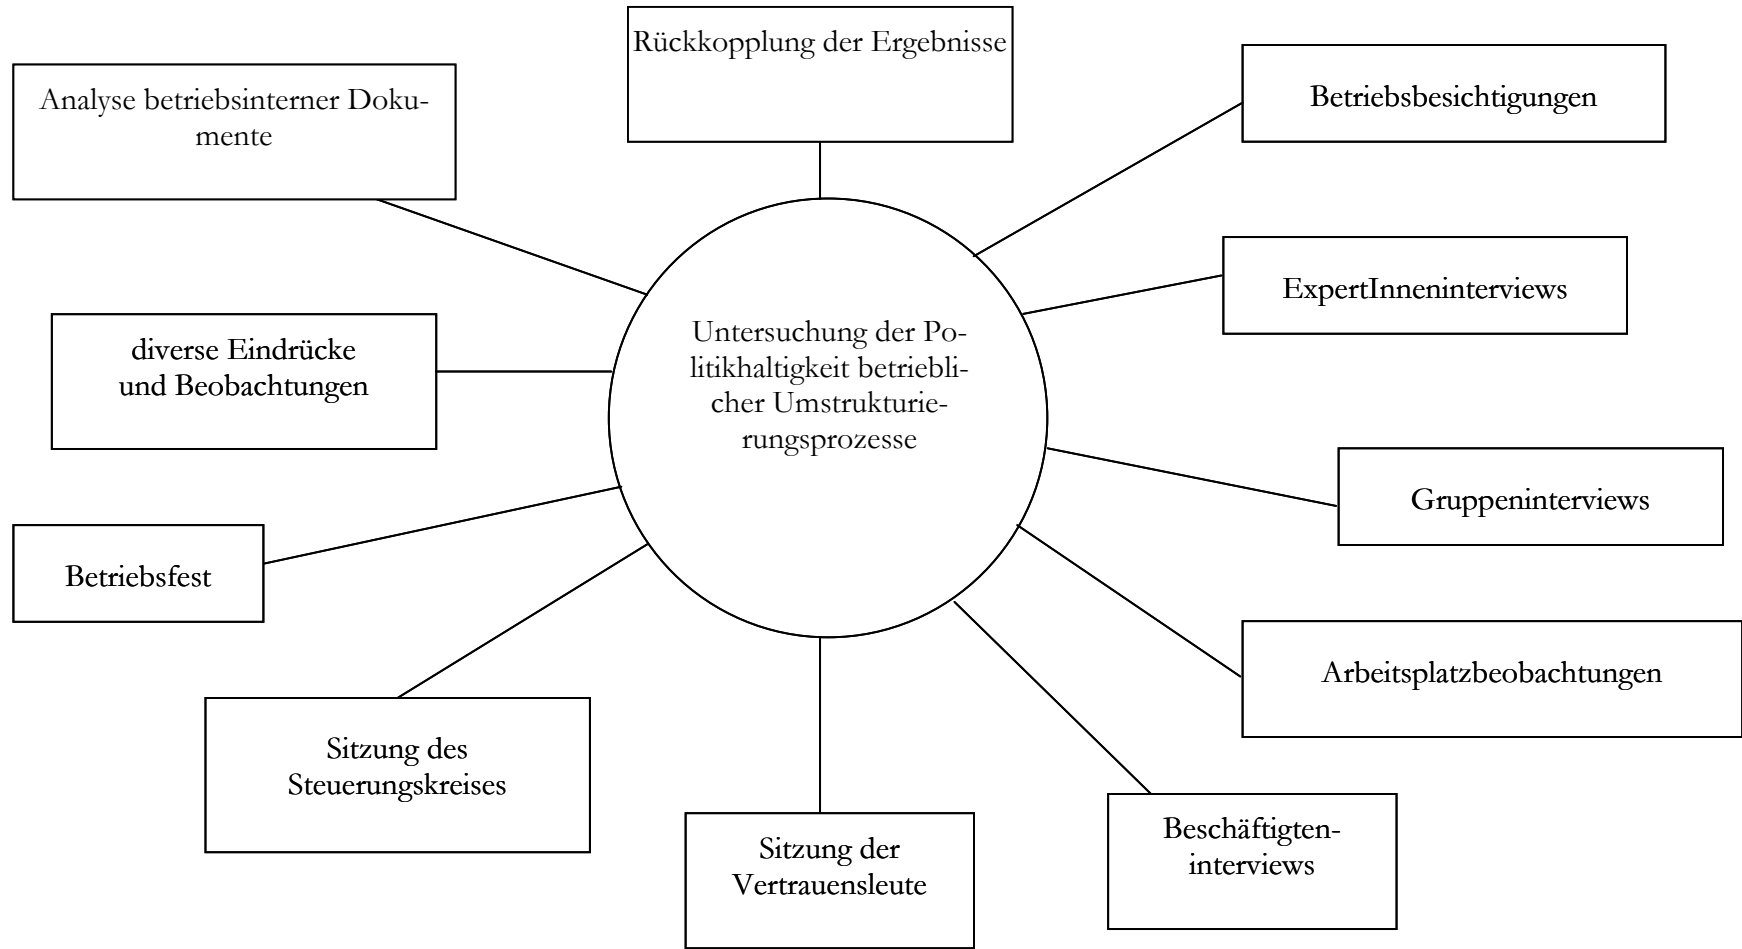 Rückkopplung der Ergebnisse
Analyse betriebsinterner Doku-
mente
Betriebsbesichtigungen
ExpertInneninterviews
Untersuchung der Po-
litikhaltigkeit betriebli-
cher Umstrukturie-
rungsprozesse
diverse Eindrücke
und Beobachtungen
Gruppeninterviews
Betriebsfest
Arbeitsplatzbeobachtungen
Sitzung des
Steuerungskreises
Sitzung der
Vertrauensleute
Beschäftigten-
interviews